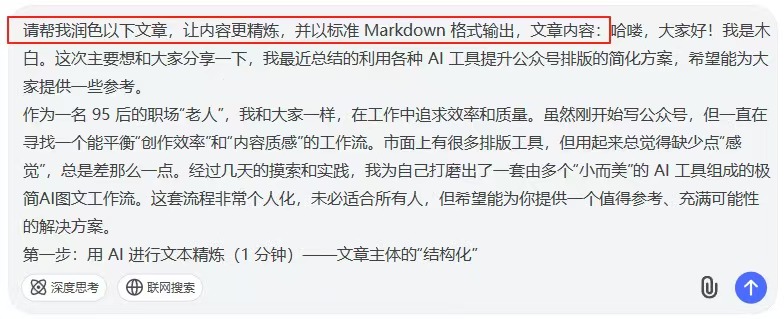 请帮我润色以下文章，让内容更精炼，并以标准 Markdown 格式输出，文章内容：哈喽，大家好！我是木
白。这次主要想和大家分享一下，我最近总结的利用各种 AI 工具提升公众号排版的简化方案，希望能为大
家提供一些参考。
作为一名 95 后的职场“老人”，我和大家一样，在工作中追求效率和质量。虽然刚开始写公众号，但一直在
寻找一个能平衡“创作效率”和“内容质感”的工作流。市面上有很多排版工具，但用起来总觉得缺少点“感
觉”，总是差那么一点。经过几天的摸索和实践，我为自己打磨出了一套由多个“小而美”的 AI 工具组成的极
简AI图文工作流。这套流程非常个人化，未必适合所有人，但希望能为你提供一个值得参考、充满可能性
的解决方案。
第一步：用 AI 进行文本精炼（1 分钟）——文章主体的“结构化”
深度思考 联网搜索